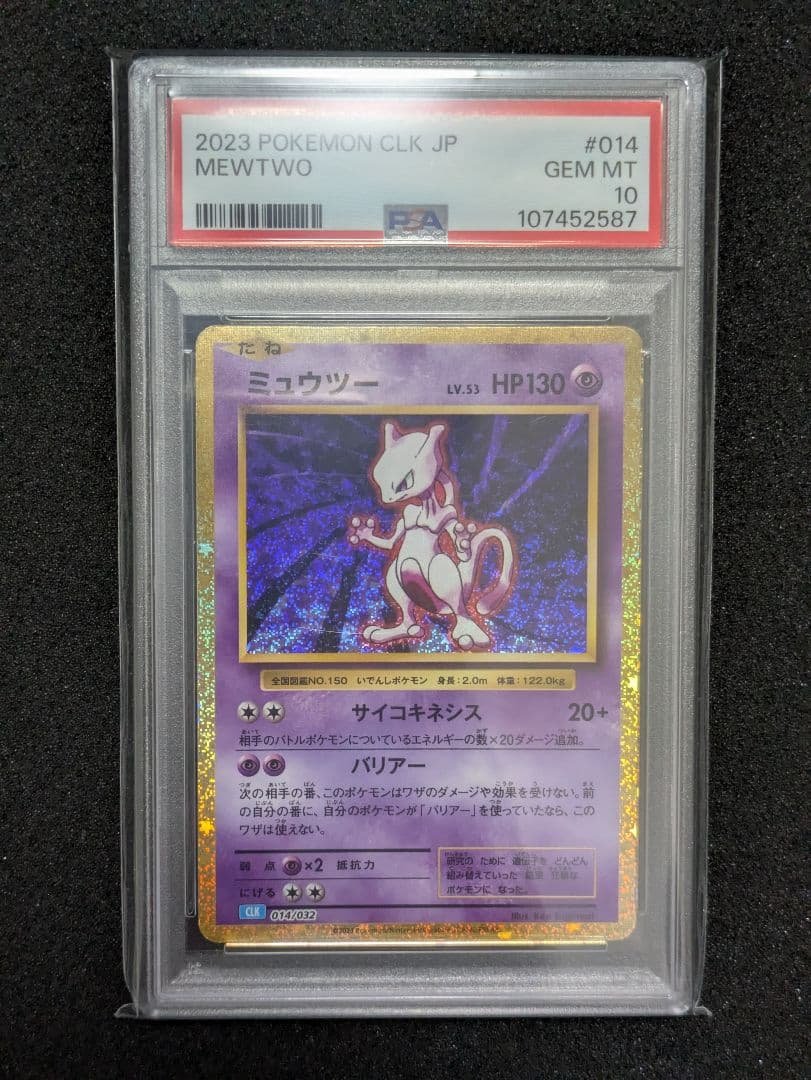 2023 POKEMON CLK JP #014
MEWTWO GEM MT
10
PSA 107452587
たね
ミュウツー LV.53 HP130
全国図鑑NO.150 いでんしポケモン 身長:2.0m 体重:122.0kg
サイコキネシス 20+
相手のバトルポケモンについているエネルギーの数×20ダメージ追加。
バリアー
次の相手の番、このポケモンはワザのダメージや効果を受けない。前
の自分の番に、自分のポケモンが「バリアー」を使っていたなら、この
ワザは使えない。
弱点 ×2 抵抗力
にげる
研究の ために 遺伝子を どんどん
組み替えていった 結果 狂暴な
ポケモンに なった。
CLK 014/032
Illus. Ken
©2023